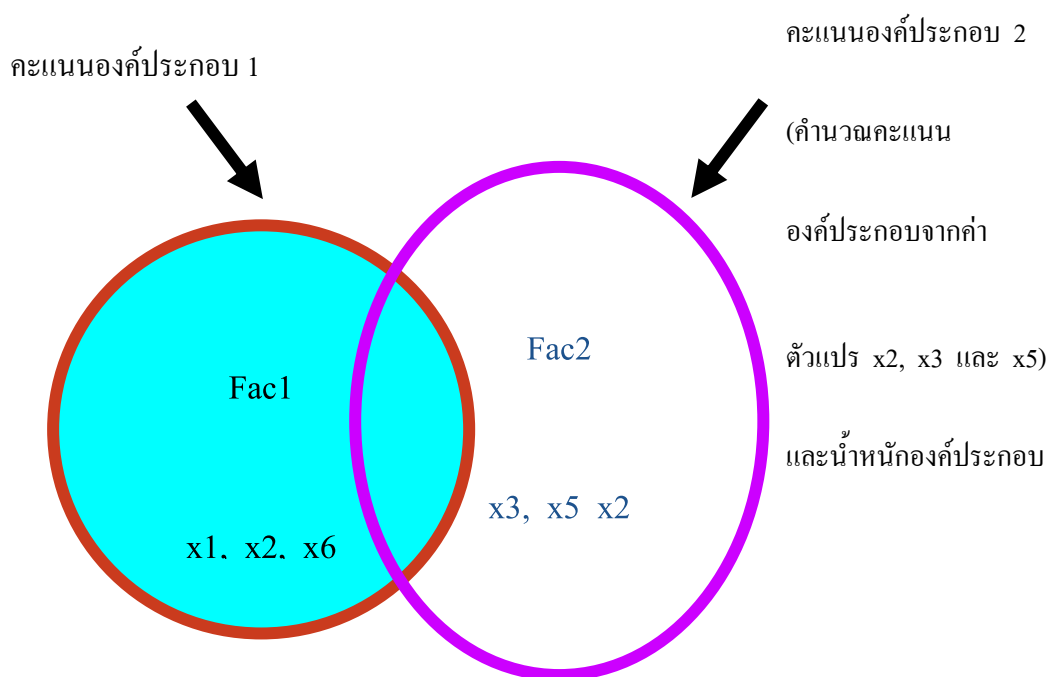 คะแนนองค์ประกอบ 1
คะแนนองค์ประกอบ 2
(คำนวณคะแนน
องค์ประกอบจากค่า
ตัวแปร x2, x3 และ x5)
และน้ำหนักองค์ประกอบ
Fac1
x1, x2, x6
Fac2
x3, x5 x2